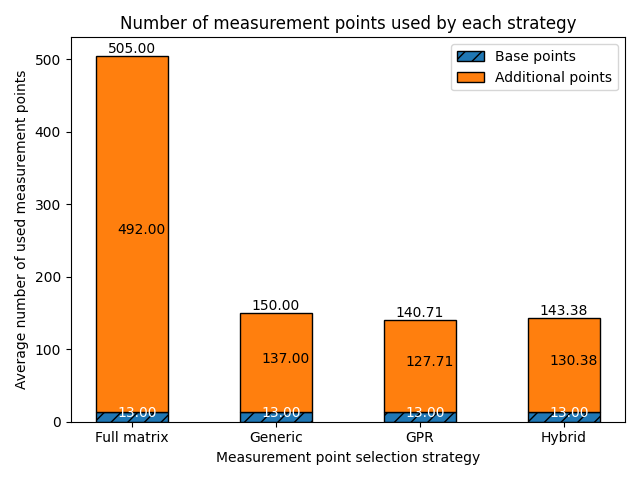 Number of measurement points used by each strategy
Average number of used measurement points
500
400
300
200
100
0
Base points
Additional points
505.00
492.00
13.00
150.00
137.00
13.00
140.71
127.71
13.00
143.38
130.38
13.00
Full matrix
Generic
GPR
Hybrid
Measurement point selection strategy